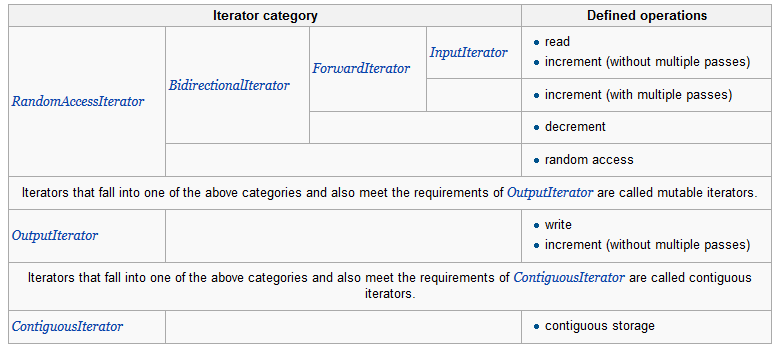 Iterator category Defined operations
RandomAccessIterator BidirectionalIterator ForwardIterator InputIterator
• read
• increment (without multiple passes)
• increment (with multiple passes)
• decrement
• random access
Iterators that fall into one of the above categories and also meet the requirements of OutputIterator are called mutable iterators.
OutputIterator
• write
• increment (without multiple passes)
Iterators that fall into one of the above categories and also meet the requirements of ContiguousIterator are called contiguous
iterators.
ContiguousIterator • contiguous storage